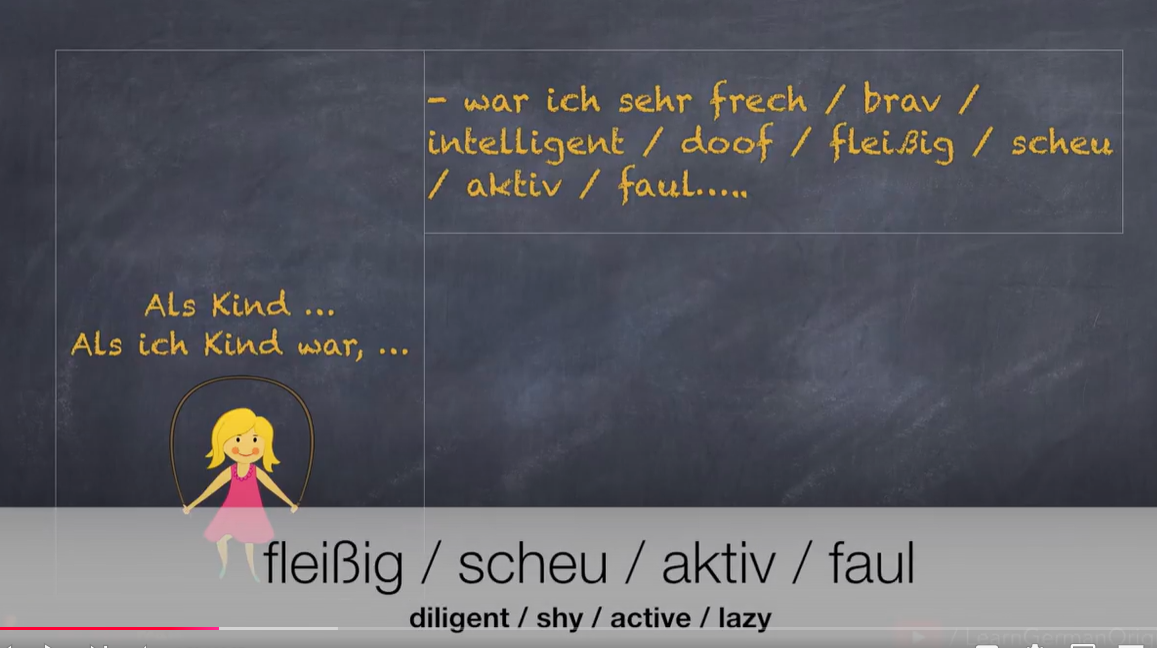 - war ich sehr frech / brav /
intelligent / doof / fleißig / scheu
/ aktiv / faul.....
Als Kind ...
Als ich Kind war, ...
fleißig / scheu / aktiv / faul
diligent / shy / active / lazy
/ LearnGermanOrig